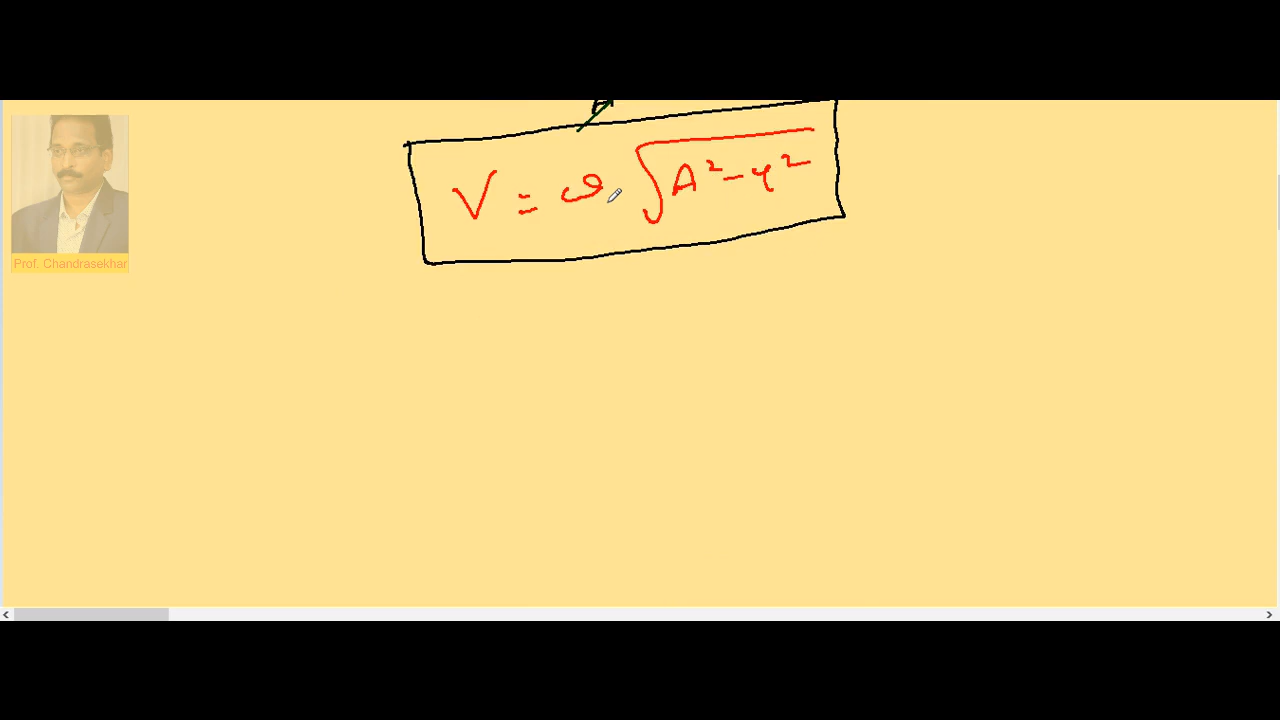 Prof. Chandrasekhar
V = ω √A² - y²